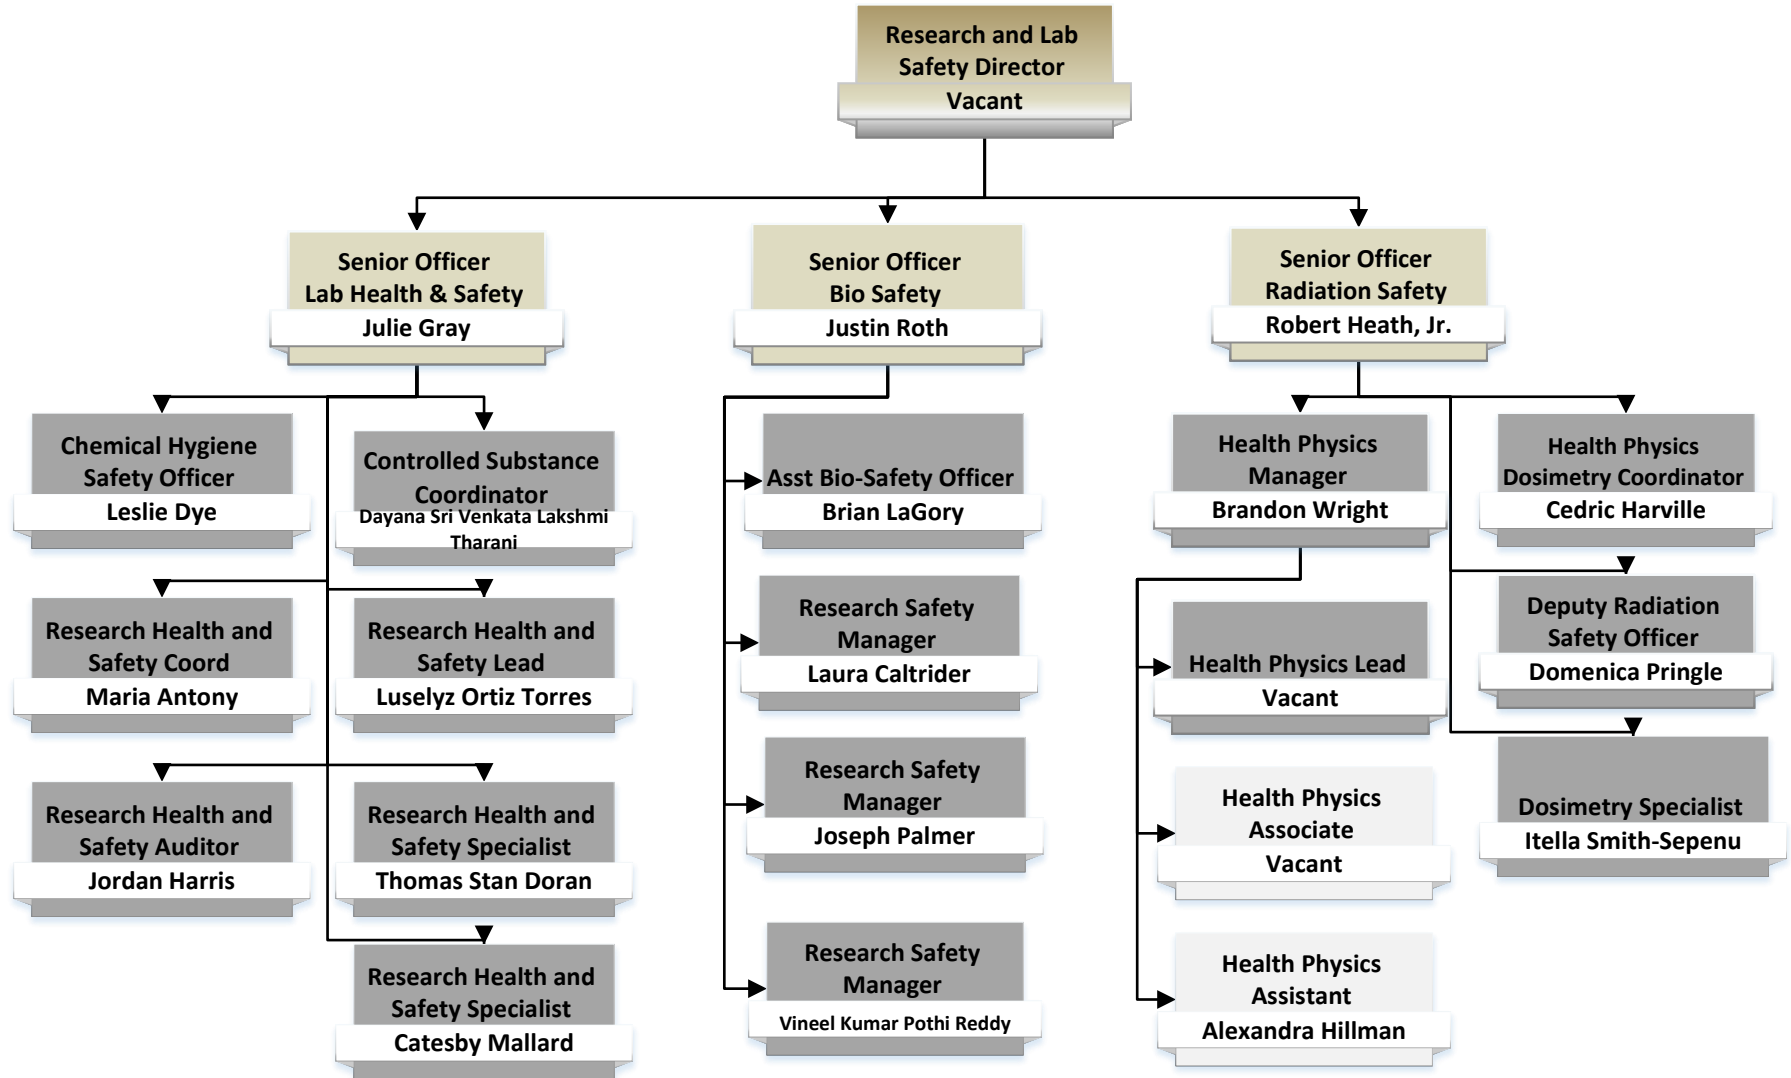 Research and Lab
Safety Director
Vacant
Senior Officer
Lab Health & Safety
Julie Gray
Senior Officer
Bio Safety
Justin Roth
Senior Officer
Radiation Safety
Robert Heath, Jr.
Chemical Hygiene
Safety Officer
Leslie Dye
Controlled Substance
Coordinator
Dayana Sri Venkata Lakshmi
Tharani
Research Health and
Safety Coord
Maria Antony
Research Health and
Safety Lead
Luselyz Ortiz Torres
Research Health and
Safety Auditor
Jordan Harris
Research Health and
Safety Specialist
Thomas Stan Doran
Research Health and
Safety Specialist
Catesby Mallard
Asst Bio-Safety Officer
Brian LaGory
Research Safety
Manager
Laura Caltrider
Research Safety
Manager
Joseph Palmer
Research Safety
Manager
Vineel Kumar Pothi Reddy
Health Physics
Manager
Brandon Wright
Health Physics Lead
Vacant
Health Physics
Associate
Vacant
Health Physics
Assistant
Alexandra Hillman
Health Physics
Dosimetry Coordinator
Cedric Harville
Deputy Radiation
Safety Officer
Domenica Pringle
Dosimetry Specialist
Itella Smith-Sepenu